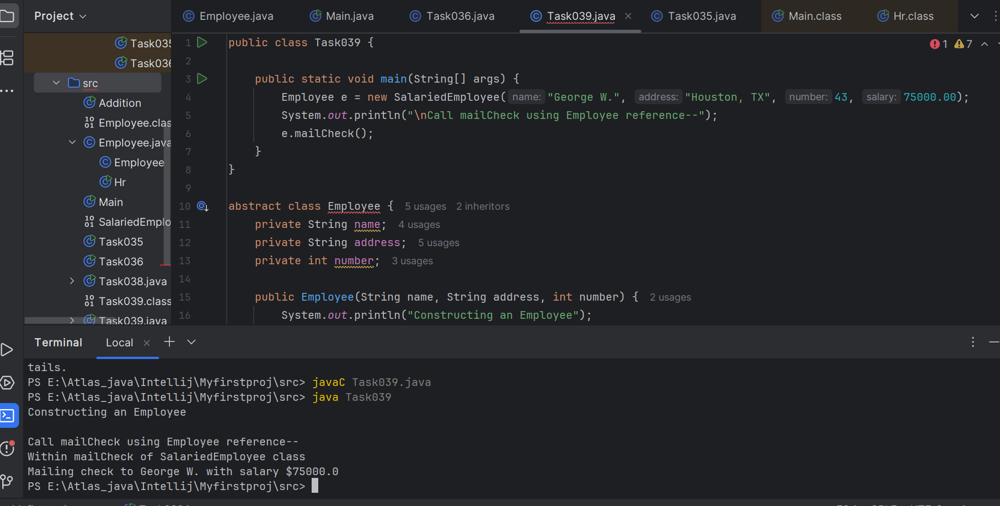 Project
Employee.java Main.java Task036.java Task039.java Task035.java Main.class Hr.class
Task035
Task036
src
Addition
Employee.clas
Employee.java
Employee
Hr
Main
SalariedEmplo
Task035
Task036
Task038.java
Task039.class
Task039.java
1 7
1 public class Task039 {
2
3 public static void main(String[] args) {
4 Employee e = new SalariedEmployee( name: "George W.", address: "Houston, TX", number: 43, salary: 75000.00);
5 System.out.println("\nCall mailCheck using Employee reference--");
6 e.mailCheck();
7 }
8 }
9
10 abstract class Employee { 5 usages 2 inheritors
11 private String name; 4 usages
12 private String address; 5 usages
13 private int number; 3 usages
14
15 public Employee(String name, String address, int number) { 2 usages
16 System.out.println("Constructing an Employee");
Terminal Local
tails.
PS E:\Atlas_java\Intellij\Myfirstproj\src> javaC Task039.java
PS E:\Atlas_java\Intellij\Myfirstproj\src> java Task039
Constructing an Employee
Call mailCheck using Employee reference--
Within mailCheck of SalariedEmployee class
Mailing check to George W. with salary $75000.0
PS E:\Atlas_java\Intellij\Myfirstproj\src>